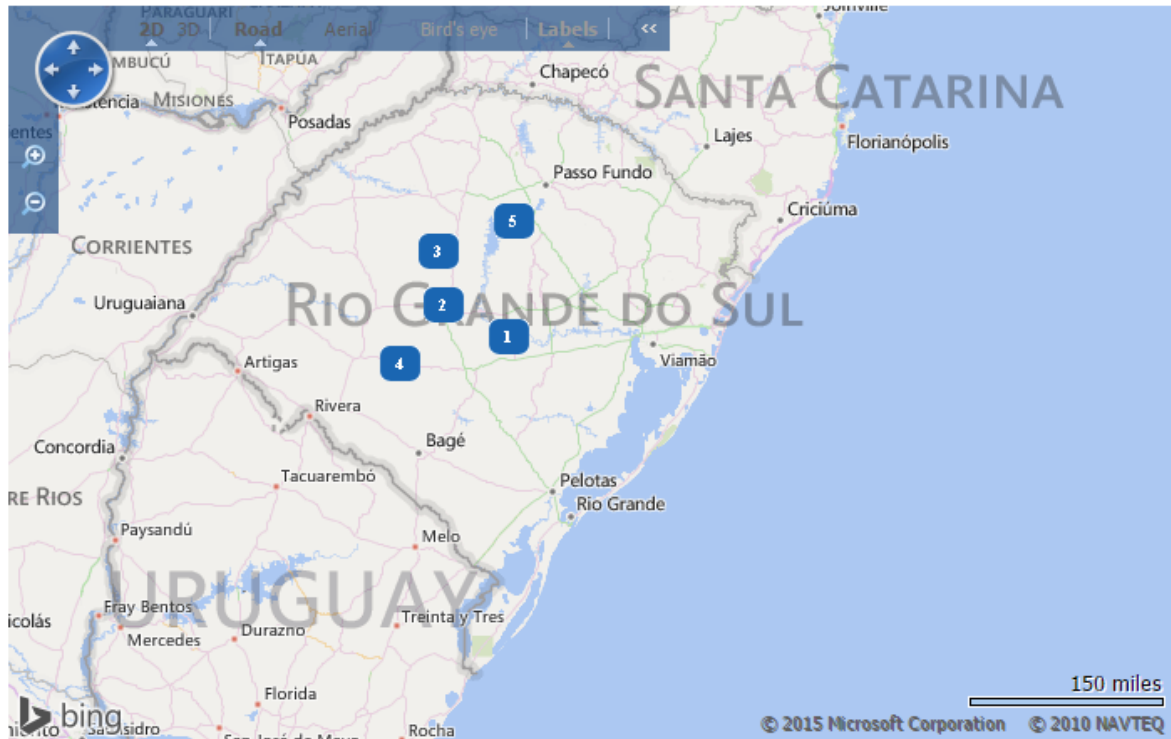 PARAGUARÍ
Joinville
2D 3D | Road Aerial Bird's eye | Labels | <<
MBUCÚ
ITAPÚA
Chapecó
SANTA CATARINA
stencia
MISIONES
Posadas
entes
Lajes
Florianópolis
Passo Fundo
Criciúma
5
CORRIENTES
3
Uruguaiana
RIO GRANDE DO SUL
2
1
Viamão
Artigas
4
Rivera
Concordia
Bagé
Tacuarembó
Pelotas
RE RIOS
Rio Grande
Paysandú
Melo
URUGUAY
Fray Bentos
icolás
Treinta y Tres
Mercedes
Durazno
150 miles
Florida
bing
Isidro
Rocha
© 2015 Microsoft Corporation © 2010 NAVTEQ